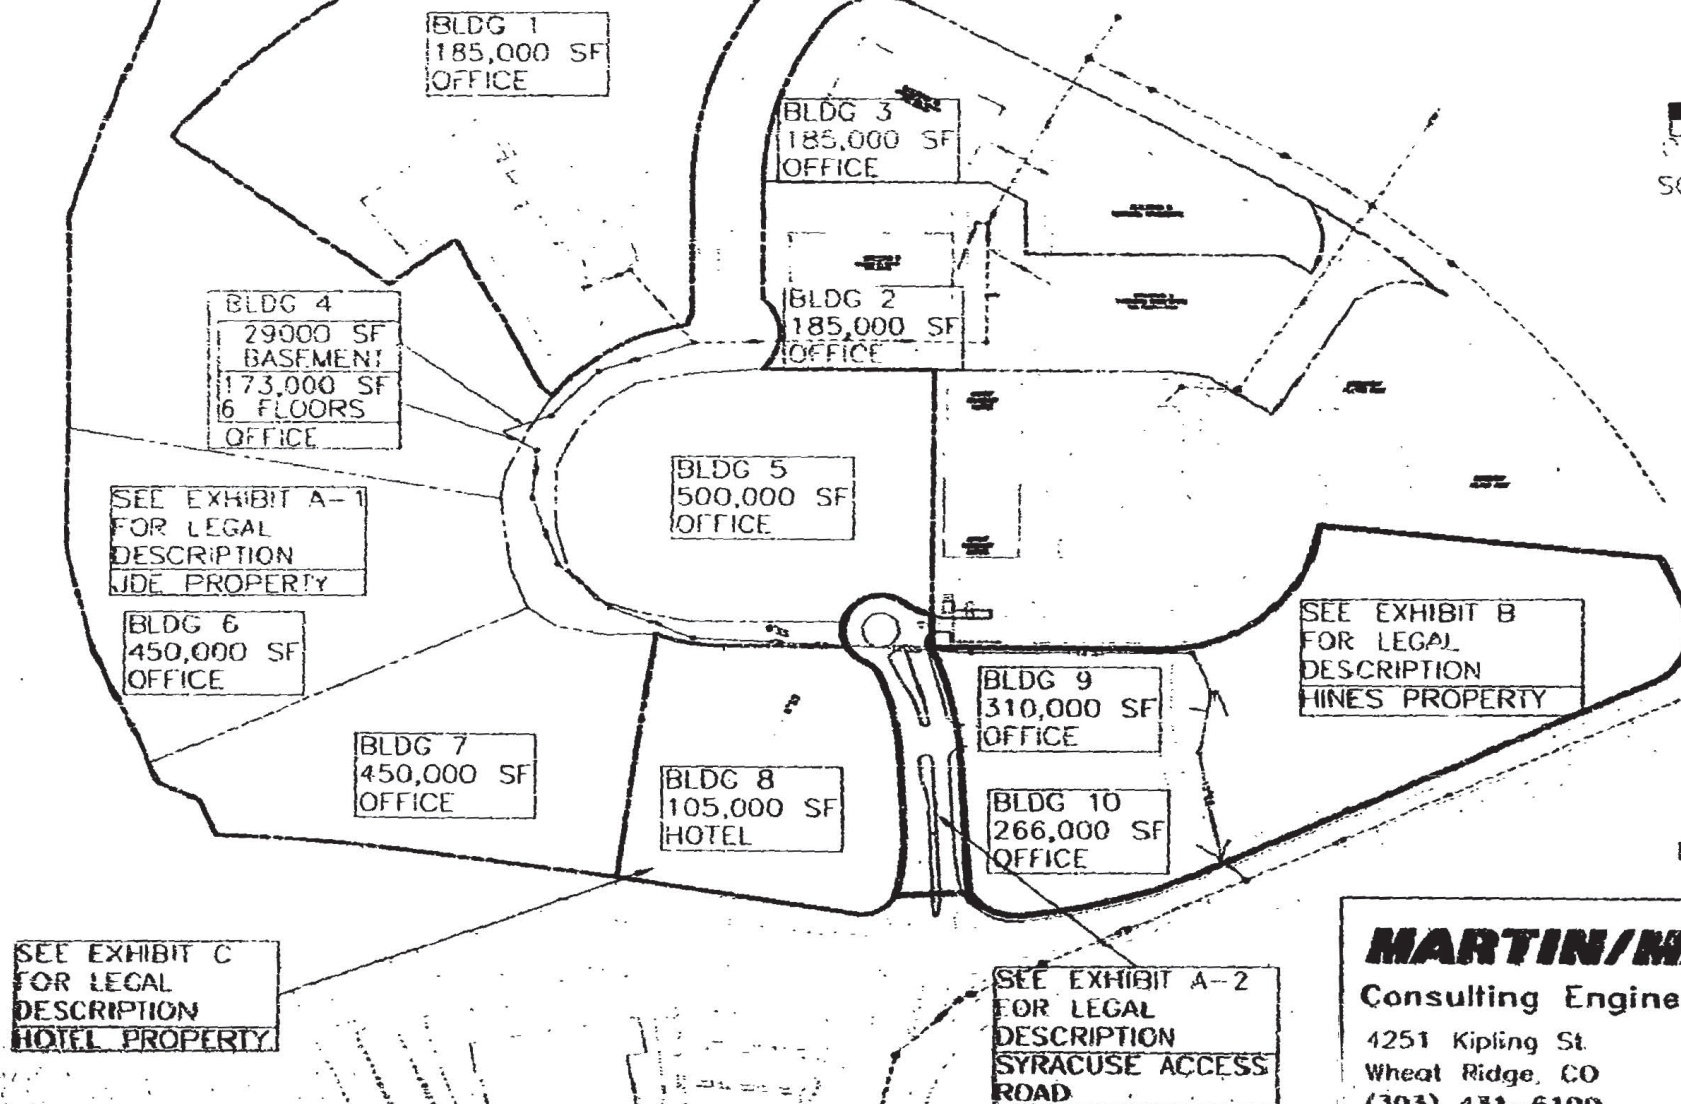 BLDG 1
185,000 SF
OFFICE
BLDG 3
185,000 SF
OFFICE
BLDG 2
185,000 SF
OFFICE
BLDG 4
29000 SF
BASEMENT
173,000 SF
6 FLOORS
OFFICE
BLDG 5
500,000 SF
OFFICE
SEE EXHIBIT A-1
FOR LEGAL
DESCRIPTION
JDE PROPERTY
BLDG 6
450,000 SF
OFFICE
SEE EXHIBIT B
FOR LEGAL
DESCRIPTION
HINES PROPERTY
BLDG 7
450,000 SF
OFFICE
BLDG 8
105,000 SF
HOTEL
BLDG 9
310,000 SF
OFFICE
BLDG 10
266,000 SF
OFFICE
SEE EXHIBIT C
FOR LEGAL
DESCRIPTION
HOTEL PROPERTY
SEE EXHIBIT A-2
FOR LEGAL
DESCRIPTION
SYRACUSE ACCESS
ROAD
MARTIN/M
Consulting Engine
4251 Kipling St.
Wheat Ridge, CO
(303) 431-6100